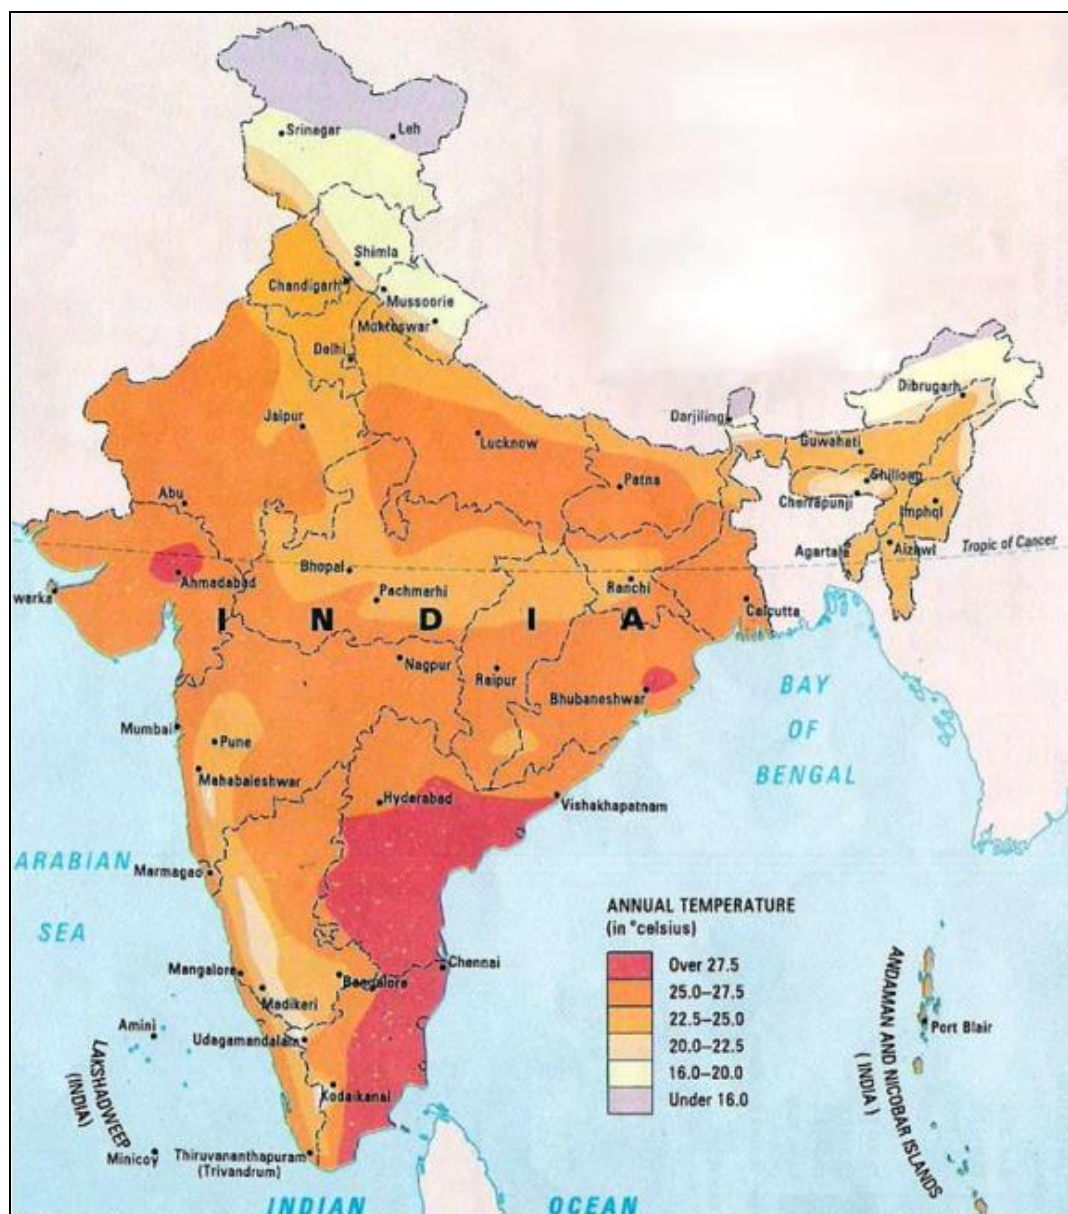 Srinagar
Leh
Shimla
Chandigarh
Mussoorie
Mukteswar
Delhi
Dibrugarh
Jaipur
Darjiling
Lucknow
Guwahati
Patna
Shillong
Abu
Cherrapunji
Imphal
Agartala
Aizawl
Tropic of Cancer
Bhopal
Ahmadabad
Ranchi
warka
Pachmarhi
Calcutta
I N D I A
Nagpur
Raipur
Bhubaneshwar
BAY
OF
BENGAL
Mumbai
Pune
Mahabaleshwar
Hyderabad
Vishakhapatnam
ARABIAN
SEA
Marmagao
ANNUAL TEMPERATURE
(in °celsius)
Over 27.5
25.0–27.5
22.5–25.0
20.0–22.5
16.0–20.0
Under 16.0
Mangalore
Bangalore
Chennai
Madikeri
Amini
Udagamandalam
Port Blair
ANDAMAN AND NICOBAR ISLANDS
(INDIA)
LAKSHADWEEP
(INDIA)
Kodaikanal
Minicoy
Thiruvananthapuram
(Trivandrum)
INDIAN OCEAN